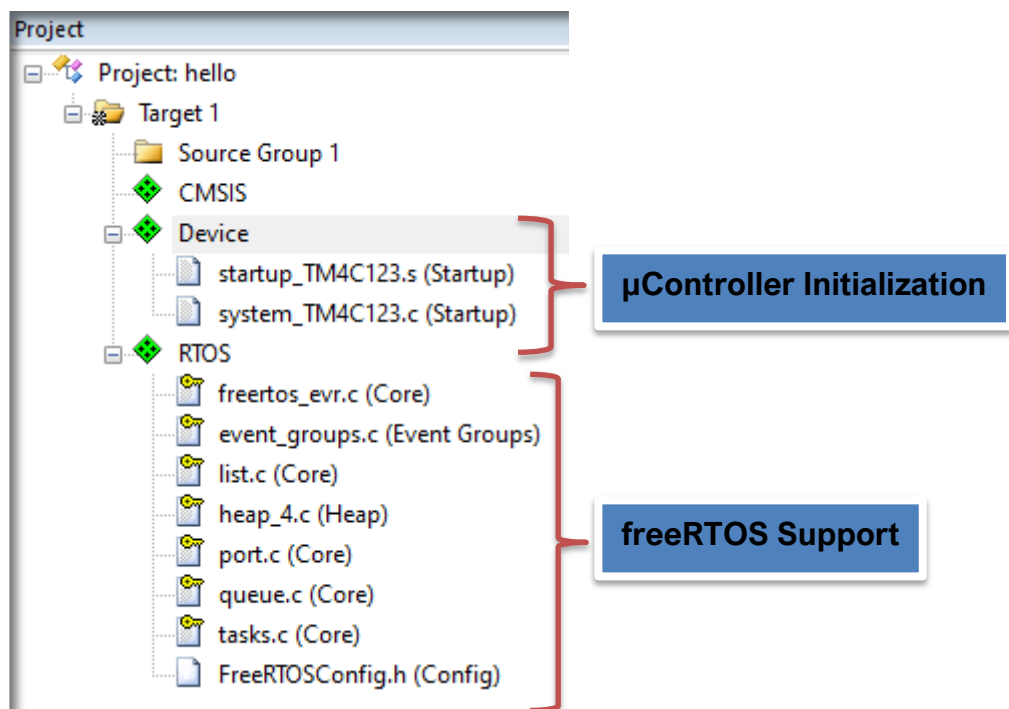 Project
Project: hello
Target 1
Source Group 1
CMSIS
Device
startup_TM4C123.s (Startup)
system_TM4C123.c (Startup)
µController Initialization
RTOS
freertos_evr.c (Core)
event_groups.c (Event Groups)
list.c (Core)
heap_4.c (Heap)
port.c (Core)
queue.c (Core)
tasks.c (Core)
FreeRTOSConfig.h (Config)
freeRTOS Support